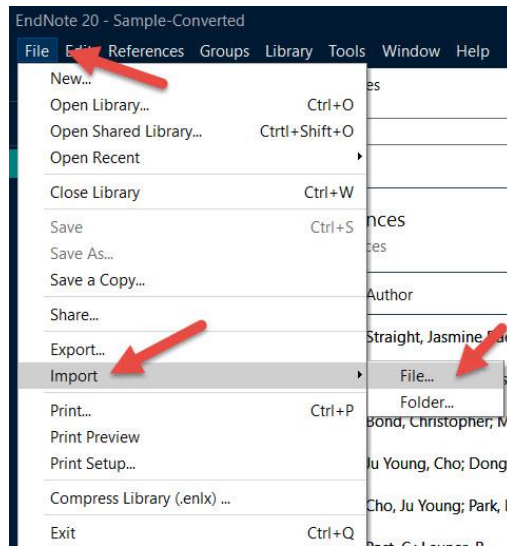 EndNote 20 - Sample-Converted
File Edit References Groups Library Tools Window Help
New...
Open Library... Ctrl+O
Open Shared Library... Ctrtl+Shift+O
Open Recent
Close Library Ctrl+W
Save Ctrl+S
Save As...
Save a Copy...
Share...
Export...
Import
Print... Ctrl+P
Print Preview
Print Setup...
Compress Library (.enlx) ...
Exit Ctrl+Q
File...
Folder...
es
nces
ces
Author
Straight, Jasmine
Bond, Christopher; M
Ju Young, Cho; Dong
Cho, Ju Young; Park,